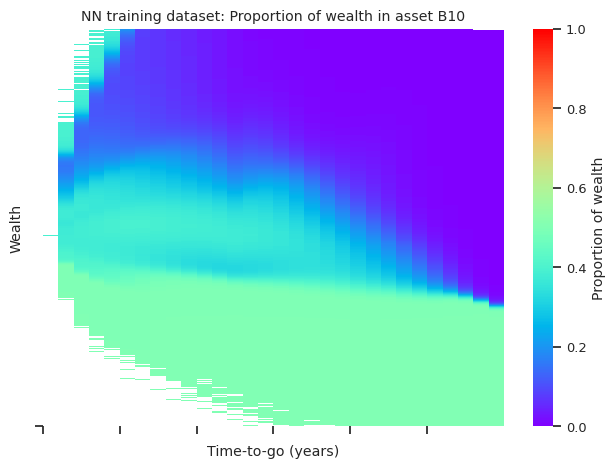 NN training dataset: Proportion of wealth in asset B10
Wealth
Time-to-go (years)
1.0
0.8
0.6
0.4
0.2
0.0
Proportion of wealth